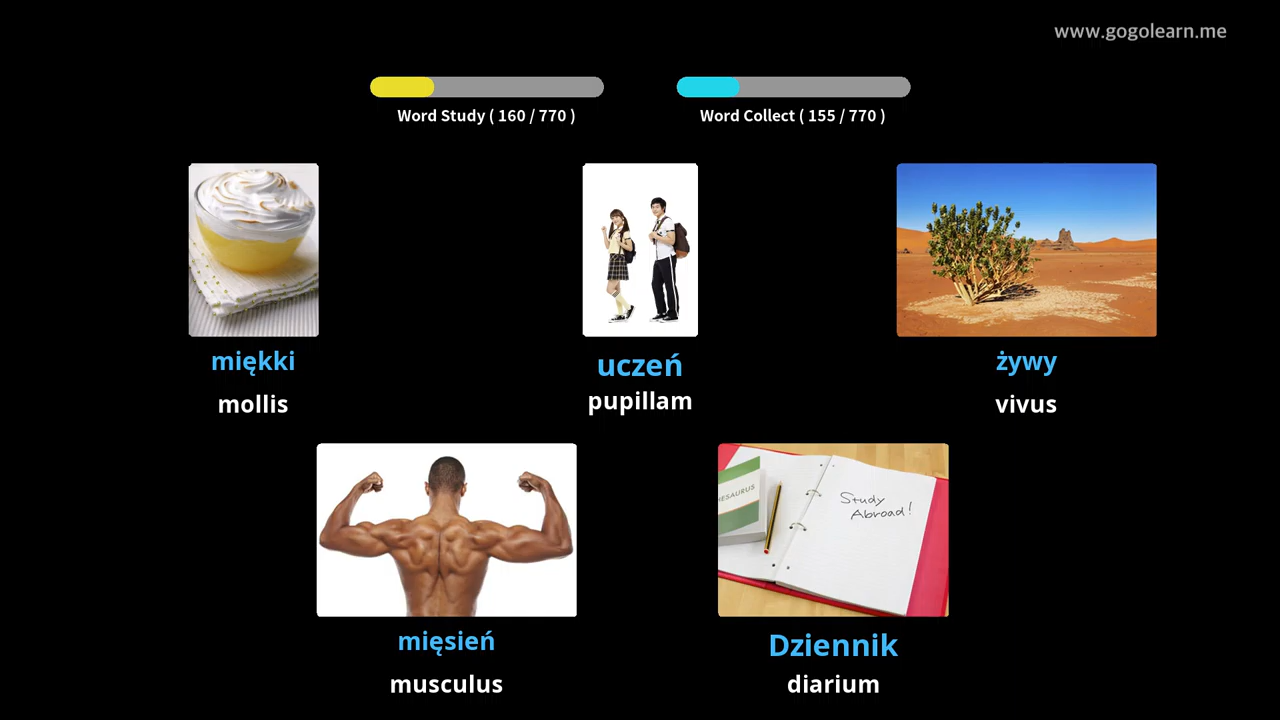 www.gogolearn.me
Word Study ( 160 / 770 )
Word Collect ( 155 / 770 )
miękki
mollis
uczeń
pupillam
żywy
vivus
ESAURUS
Study
Abroad!
mięsień
musculus
Dziennik
diarium